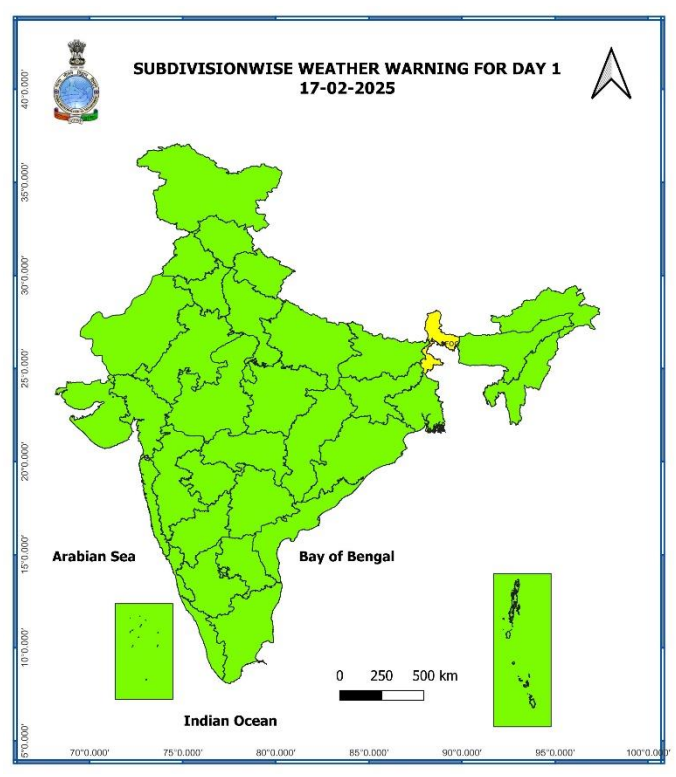 SUBDIVISIONWISE WEATHER WARNING FOR DAY 1
17-02-2025
40°0.000'
35°0.000'
30°0.000'
25°0.000'
20°0.000'
15°0.000'
10°0.000'
5°0.000'
Arabian Sea
Bay of Bengal
0 250 500 km
Indian Ocean
70°0.000' 75°0.000' 80°0.000' 85°0.000' 90°0.000' 95°0.000' 100°0.000'